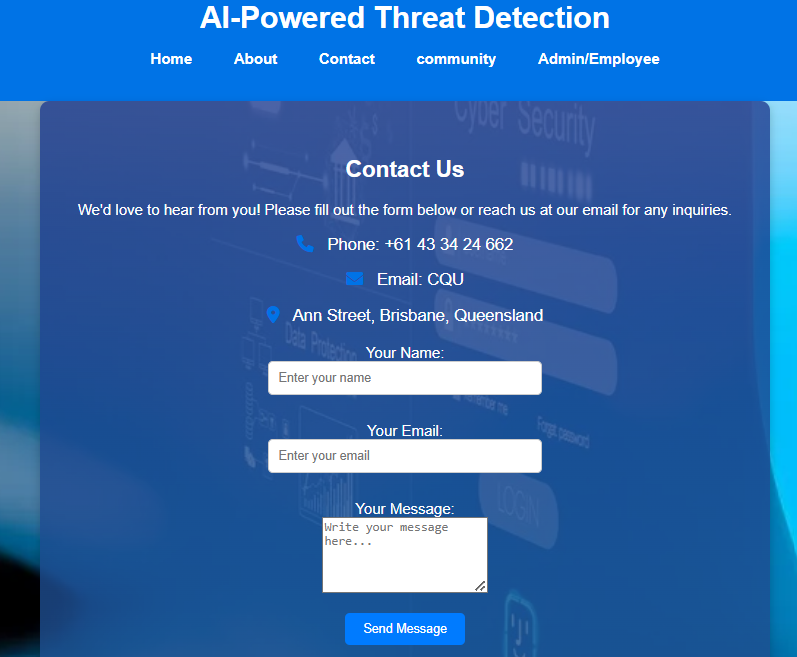 AI-Powered Threat Detection
Home About Contact community Admin/Employee
Cyber Security
Contact Us
We'd love to hear from you! Please fill out the form below or reach us at our email for any inquiries.
Phone: +61 43 34 24 662
Email: CQU
Ann Street, Brisbane, Queensland
Data Protection
Your Name:
Enter your name
Remember me
Forgot password
Your Email:
Enter your email
LOGIN
Your Message:
Write your message
here...
Send Message